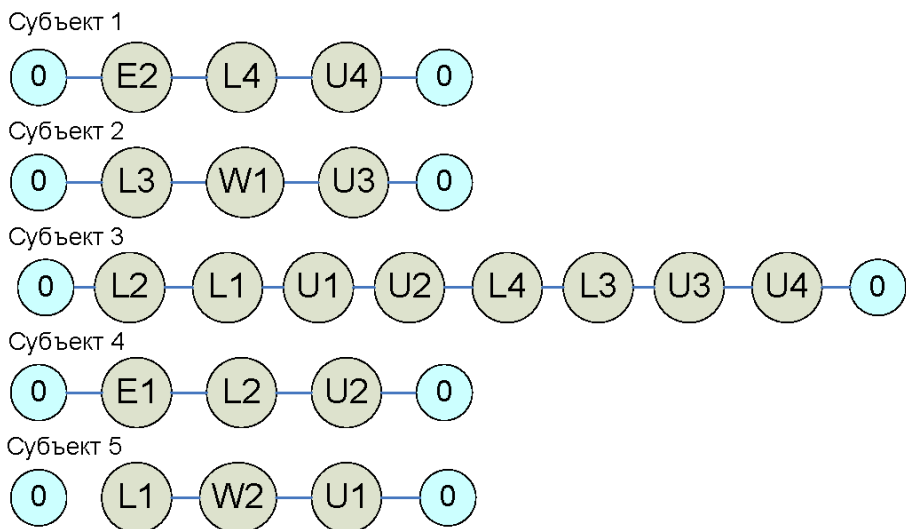 Субъект 1
0 E2 L4 U4 0
Субъект 2
0 L3 W1 U3 0
Субъект 3
0 L2 L1 U1 U2 L4 L3 U3 U4 0
Субъект 4
0 E1 L2 U2 0
Субъект 5
0 L1 W2 U1 0